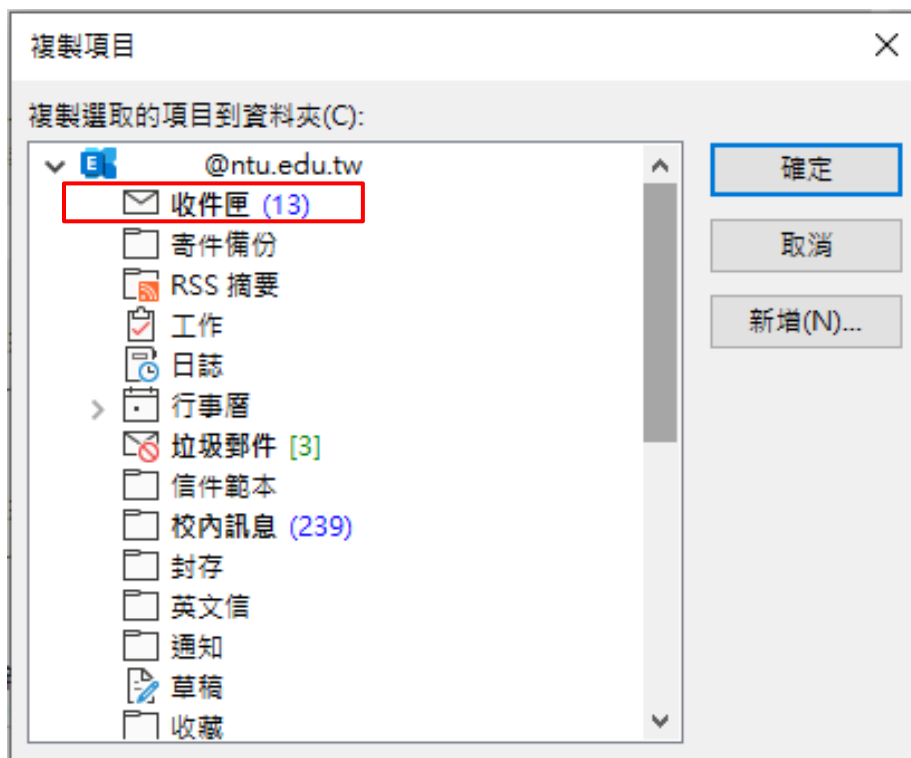 複製項目
複製選取的項目到資料夾(C):
@ntu.edu.tw
收件匣 (13)
寄件備份
RSS 摘要
工作
日誌
行事曆
垃圾郵件 [3]
信件範本
校內訊息 (239)
封存
英文信
通知
草稿
收藏
確定
取消
新增(N)...